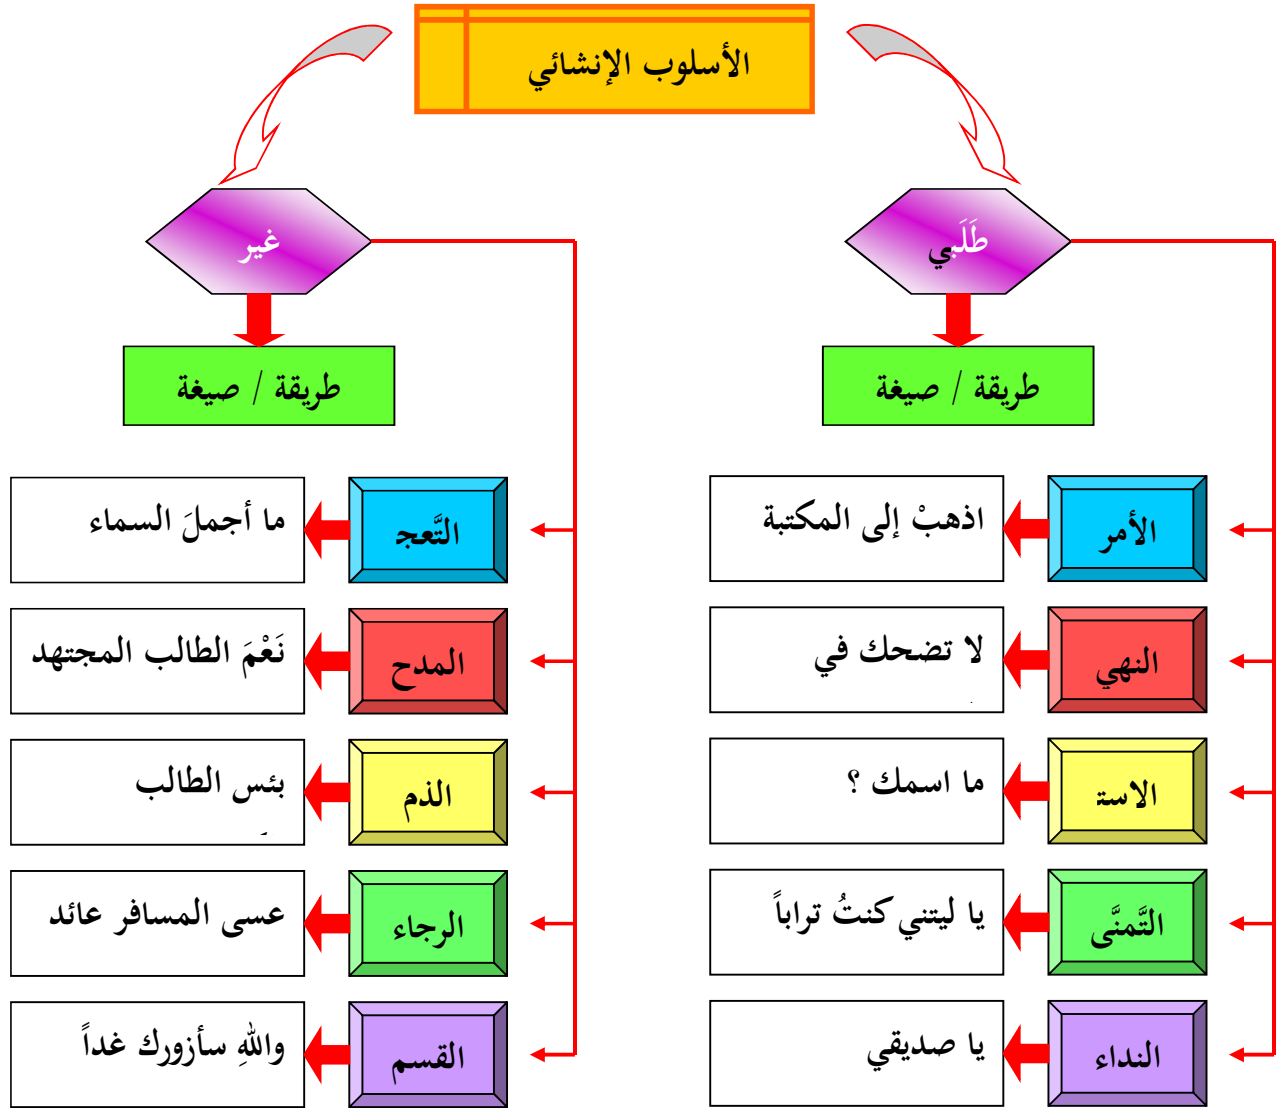 الأسلوب الإنشائي
طَلَبي
طريقة / صيغة
الأمر
اذهبْ إلى المكتبة
النهي
لا تضحك في
الاستـ
ما اسمك ؟
التَّمنَّى
يا ليتني كنتُ تراباً
النداء
يا صديقي
غير
طريقة / صيغة
التَّعجـ
ما أجملَ السماء
المدح
نَعْمَ الطالب المجتهد
الذم
بئس الطالب
الرجاء
عسى المسافر عائد
القسم
واللهِ سأزورك غداً